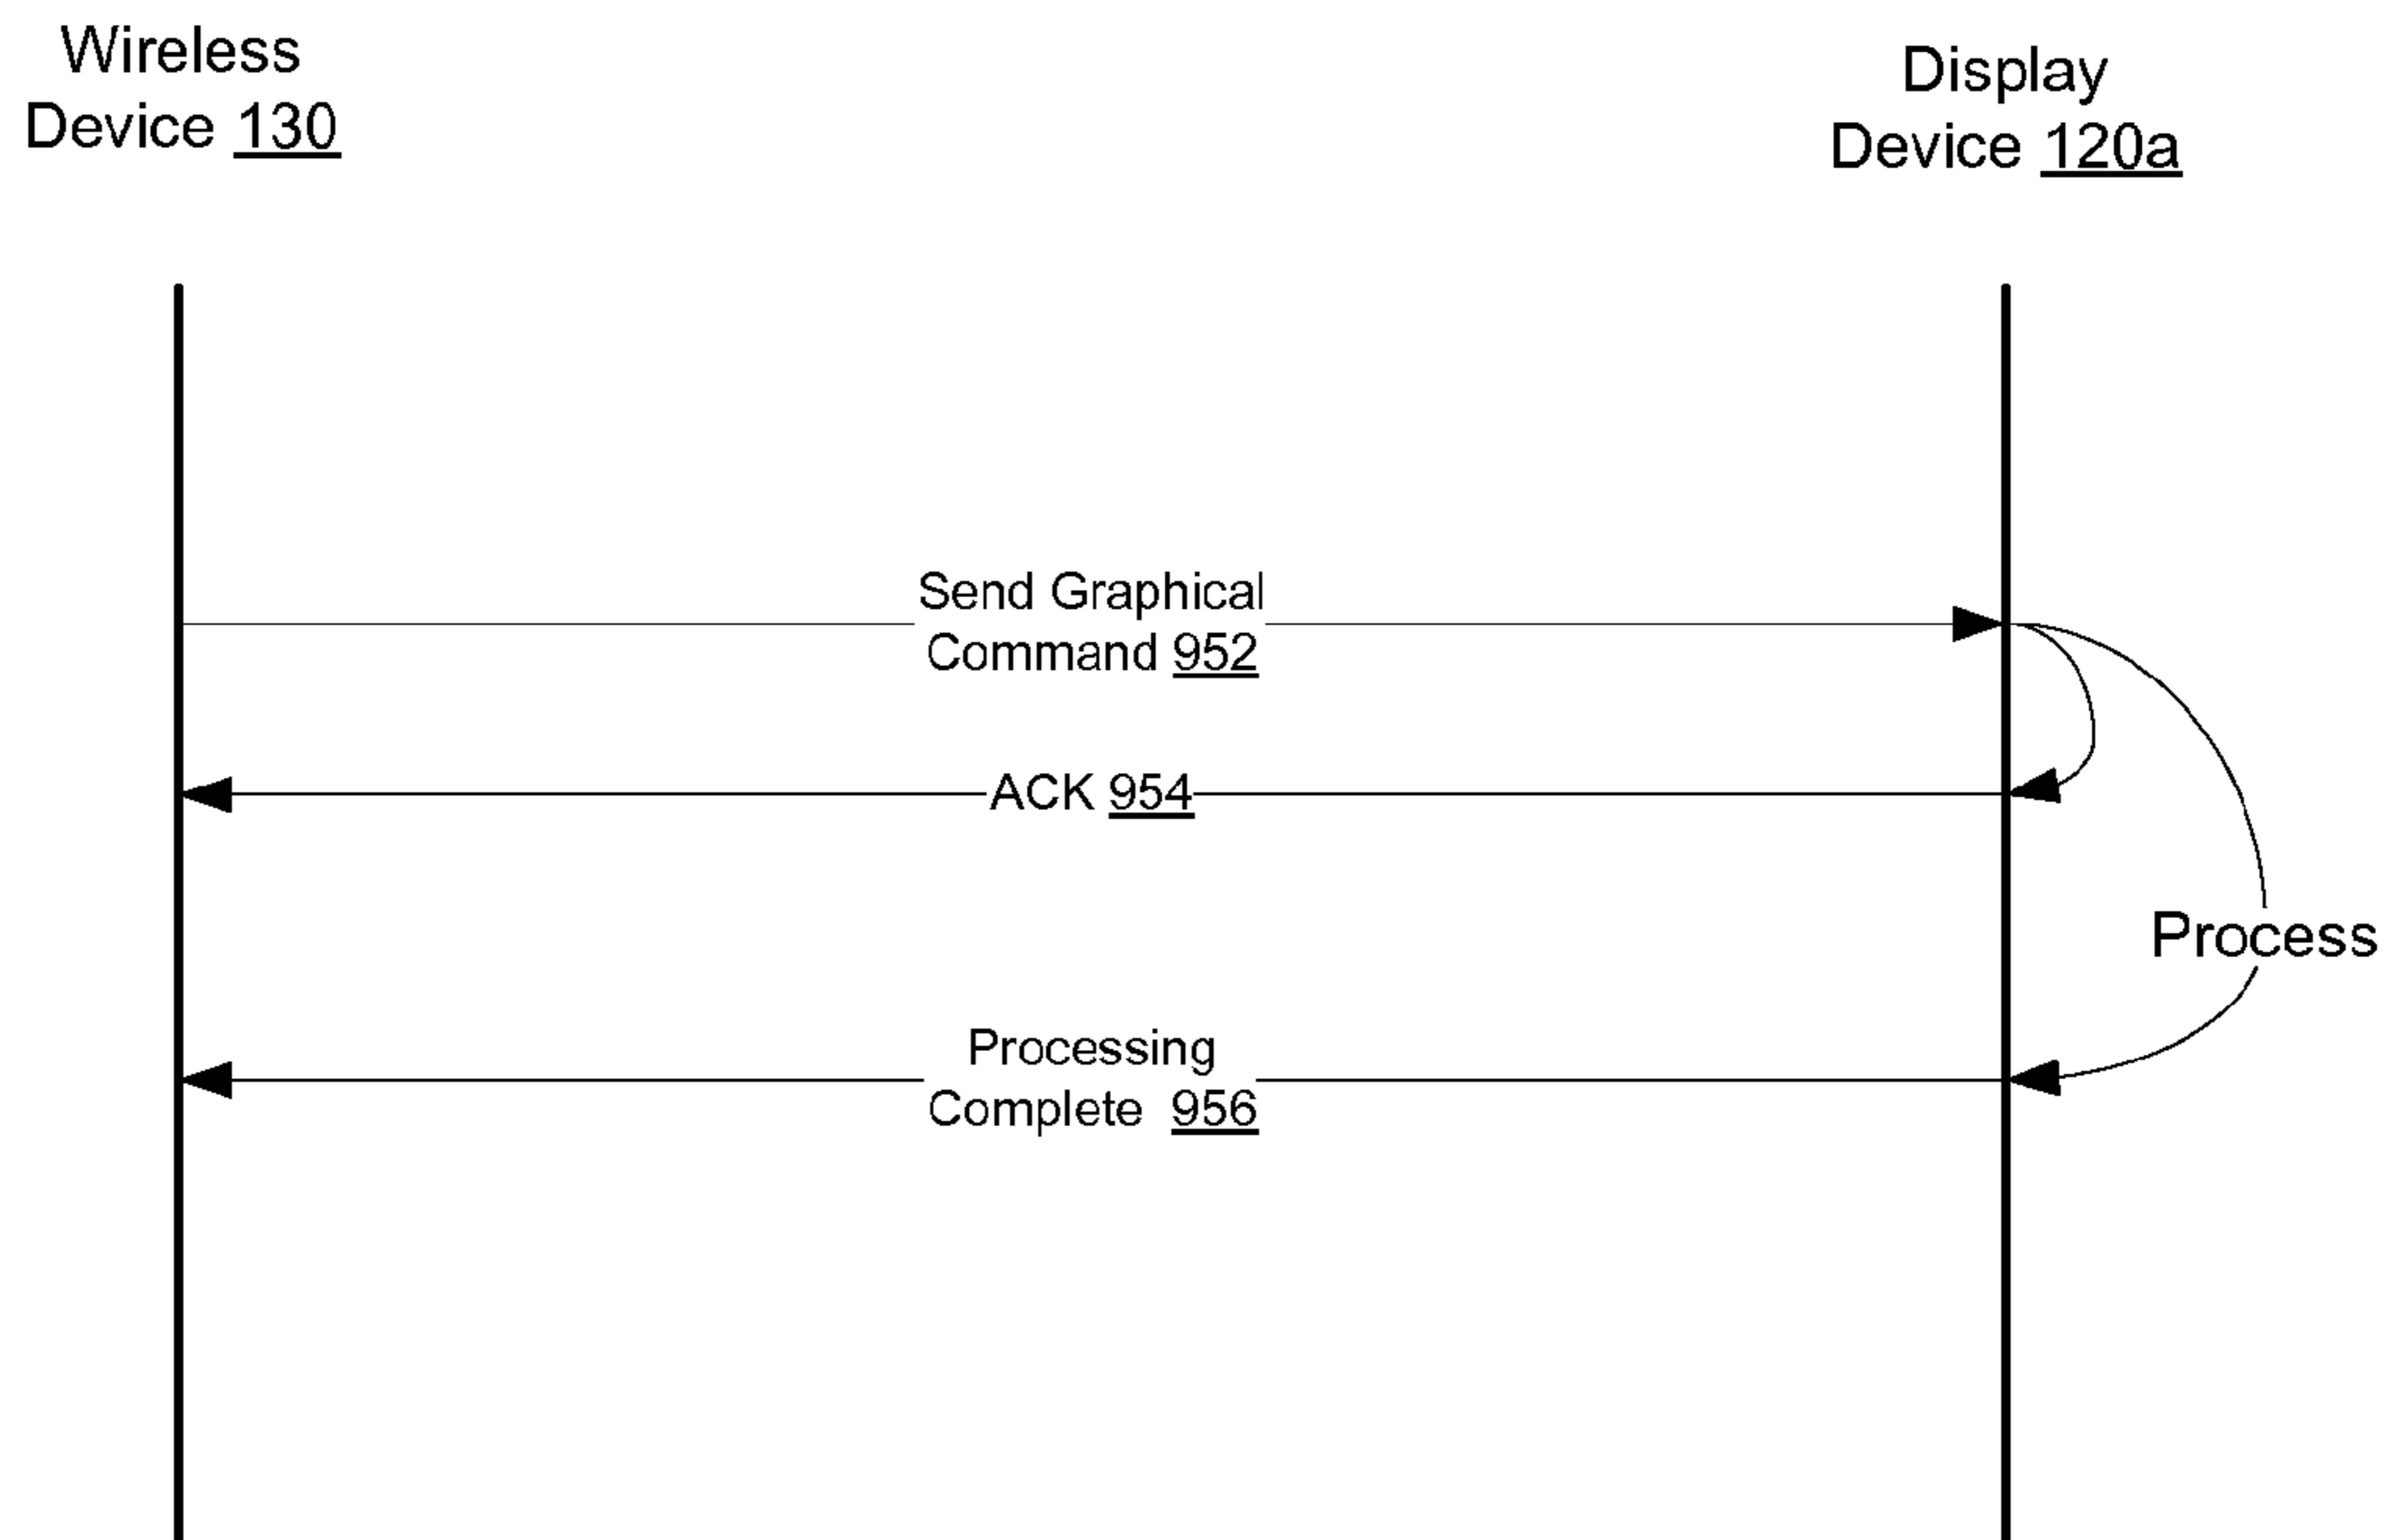 Wireless
Device 130
Display
Device 120a
Send Graphical
Command 952
ACK 954
Process
Processing
Complete 956